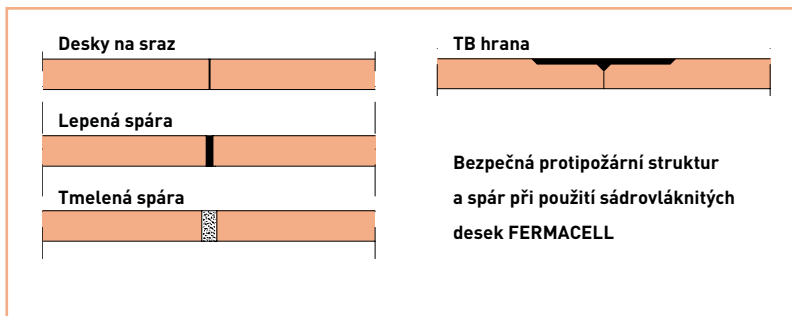 Desky na sraz
Lepená spára
Tmelená spára
TB hrana
Bezpečná protipožární struktur
a spár při použití sádrovláknitých
desek FERMACELL